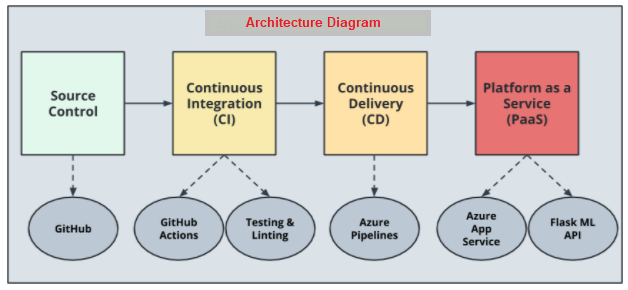 Architecture Diagram
Source
Control
Continuous
Integration
(CI)
Continuous
Delivery
(CD)
Platform as a
Service
(PaaS)
GitHub
GitHub
Actions
Testing &
Linting
Azure
Pipelines
Azure
App
Service
Flask ML
API